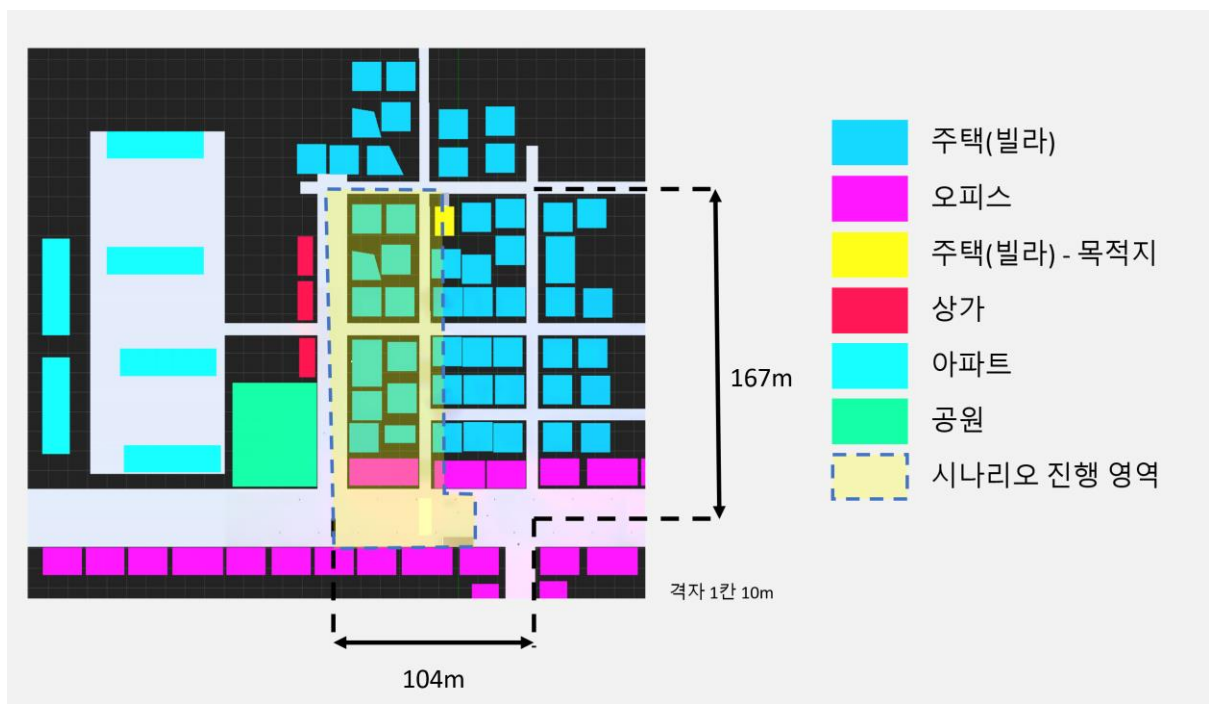 주택(빌라)
오피스
주택(빌라) - 목적지
상가
아파트
공원
시나리오 진행 영역
167m
격자 1칸 10m
104m